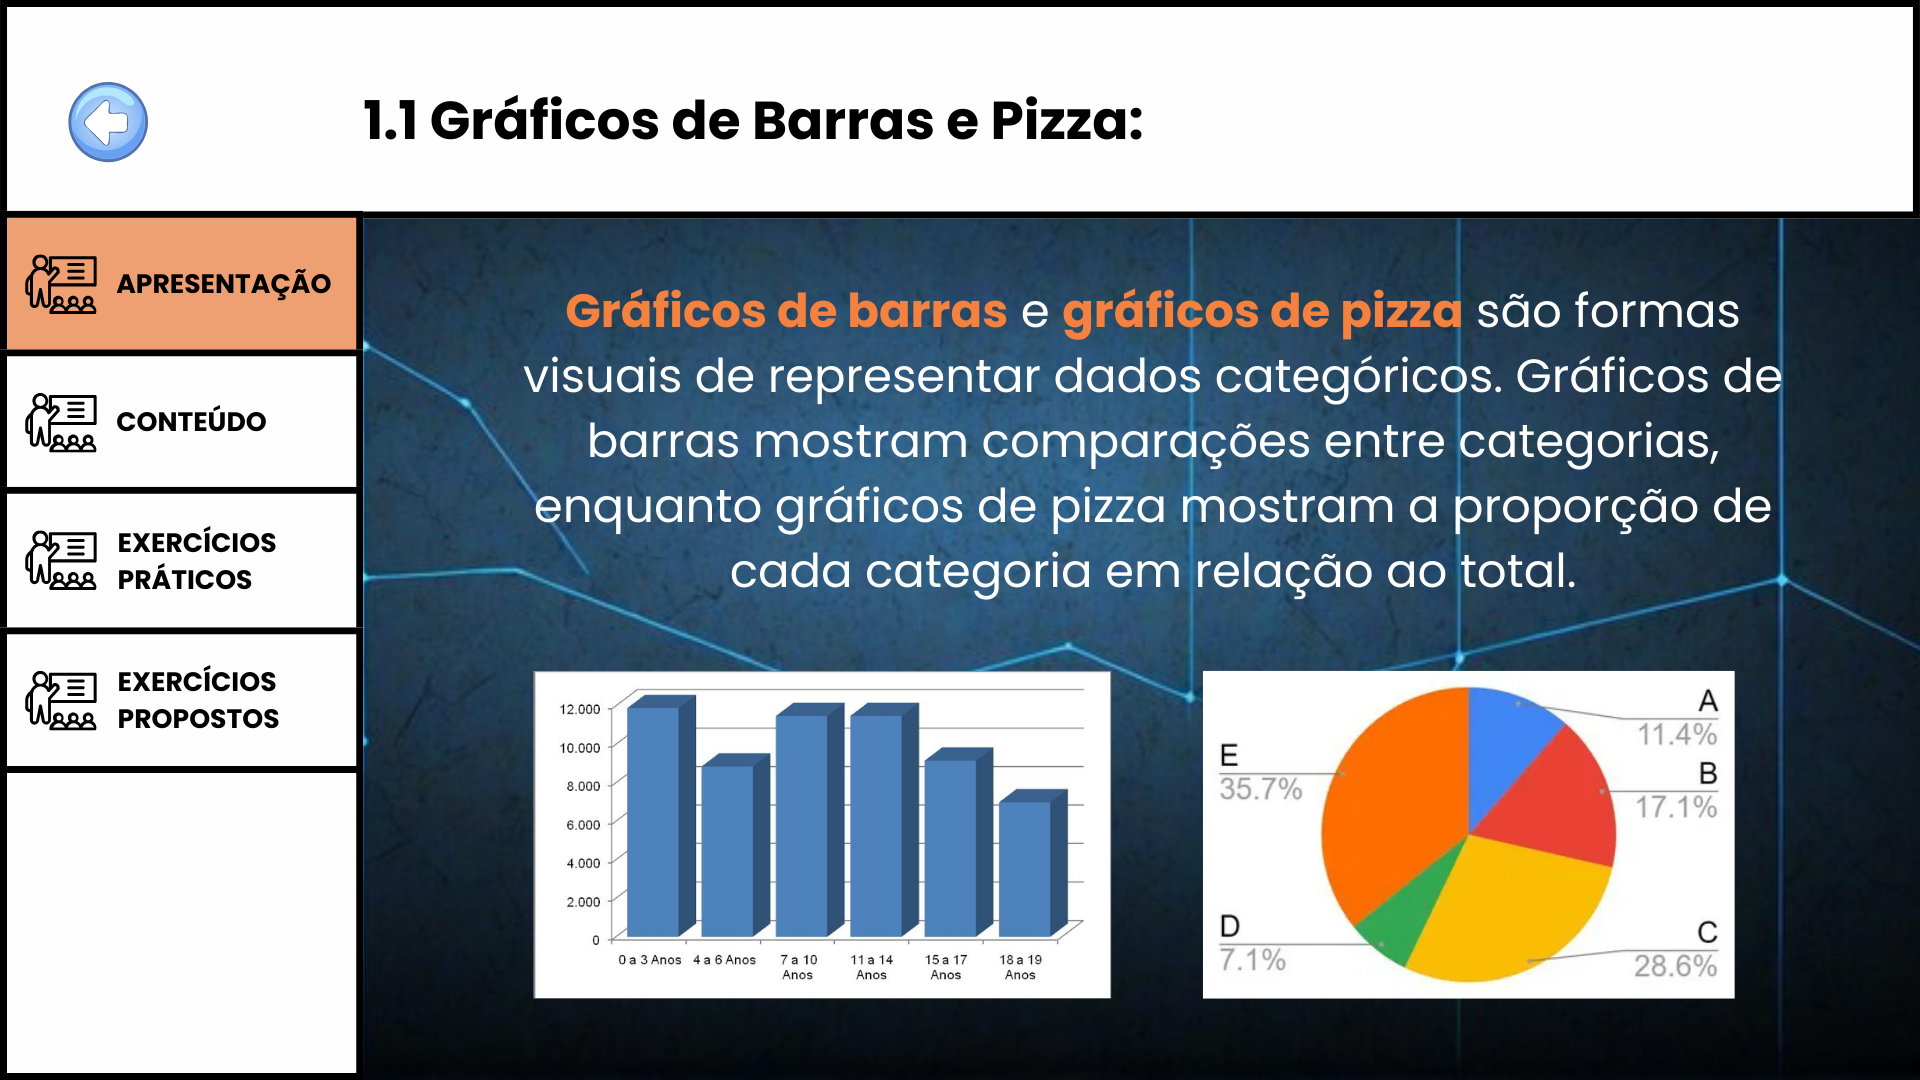 1.1 Gráficos de Barras e Pizza:
APRESENTAÇÃO
CONTEÚDO
EXERCÍCIOS
PRÁTICOS
EXERCÍCIOS
PROPOSTOS
Gráficos de barras e gráficos de pizza são formas
visuais de representar dados categóricos. Gráficos de
barras mostram comparações entre categorias,
enquanto gráficos de pizza mostram a proporção de
cada categoria em relação ao total.
12.000
10.000
8.000
6.000
4.000
2.000
0
0 a 3 Anos 4 a 6 Anos 7 a 10 11 a 14 15 a 17 18 a 19
Anos Anos Anos Anos
A
11.4%
B
17.1%
C
28.6%
D
7.1%
E
35.7%